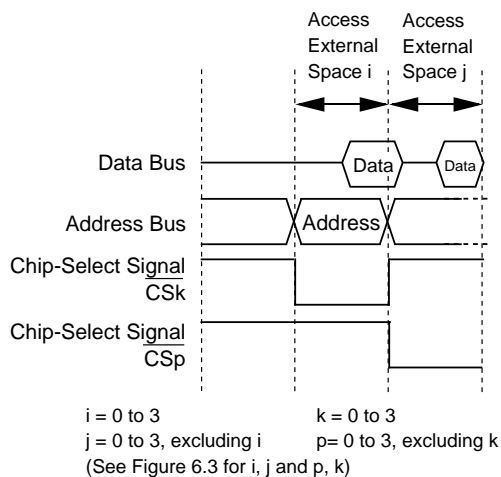 Access
External
Space i
Access
External
Space j
Data Bus
Data
Data
Address Bus
Address
Chip-Select Signal
CSk
Chip-Select Signal
CSp
i = 0 to 3
k = 0 to 3
j = 0 to 3, excluding i
p= 0 to 3, excluding k
(See Figure 6.3 for i, j and p, k)